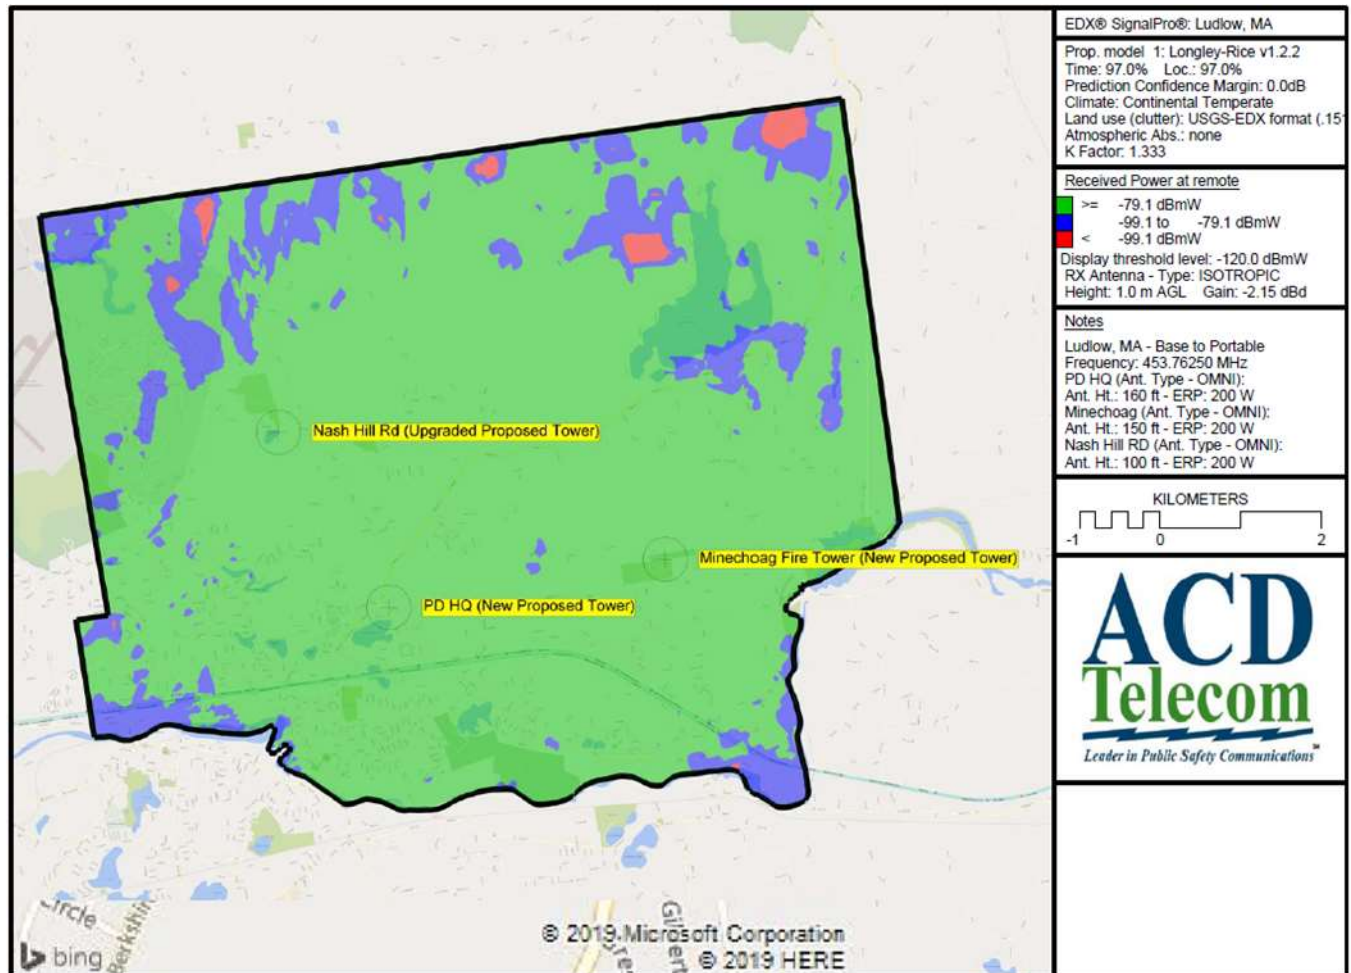 Nash Hill Rd (Upgraded Proposed Tower)
Minechoag Fire Tower (New Proposed Tower)
PD HQ (New Proposed Tower)
Circle
Berkshir
bing
© 2019 Microsoft Corporation
© 2019 HERE
EDX® SignalPro®: Ludlow, MA
Prop. model 1: Longley-Rice v1.2.2
Time: 97.0% Loc.: 97.0%
Prediction Confidence Margin: 0.0dB
Climate: Continental Temperate
Land use (clutter): USGS-EDX format (.15
Atmospheric Abs.: none
K Factor: 1.333
Received Power at remote
>= -79.1 dBmW
-99.1 to -79.1 dBmW
< -99.1 dBmW
Display threshold level: -120.0 dBmW
RX Antenna - Type: ISOTROPIC
Height: 1.0 m AGL Gain: -2.15 dBd
Notes
Ludlow, MA - Base to Portable
Frequency: 453.76250 MHz
PD HQ (Ant. Type - OMNI):
Ant. Ht.: 160 ft - ERP: 200 W
Minechoag (Ant. Type - OMNI):
Ant. Ht.: 150 ft - ERP: 200 W
Nash Hill RD (Ant. Type - OMNI):
Ant. Ht.: 100 ft - ERP: 200 W
KILOMETERS
-1 0 2
ACD
Telecom
Leader in Public Safety Communications